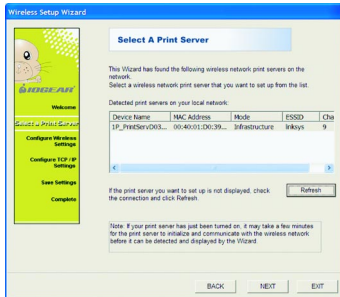 Wireless Setup Wizard
IOGEAR
Welcome
Select a Print Server
Configure Wireless
Settings
Configure TCP / IP
Settings
Save Settings
Complete
Select A Print Server
This Wizard has found the following wireless network print servers on the
network.
Select a wireless network print server that you want to set up from the list.
Detected print servers on your local network:
Device Name MAC Address Mode ESSID Cha
1P_PrintServD03... 00:40:01:D0:39... Infrastructure linksys 9
If the print server you want to set up is not displayed, check
the connection and click Refresh.
Refresh
Note: If your print server has just been turned on, it may take a few minutes
for the print server to initialize and communicate with the wireless network
before it can be detected and displayed by the Wizard.
BACK NEXT EXIT